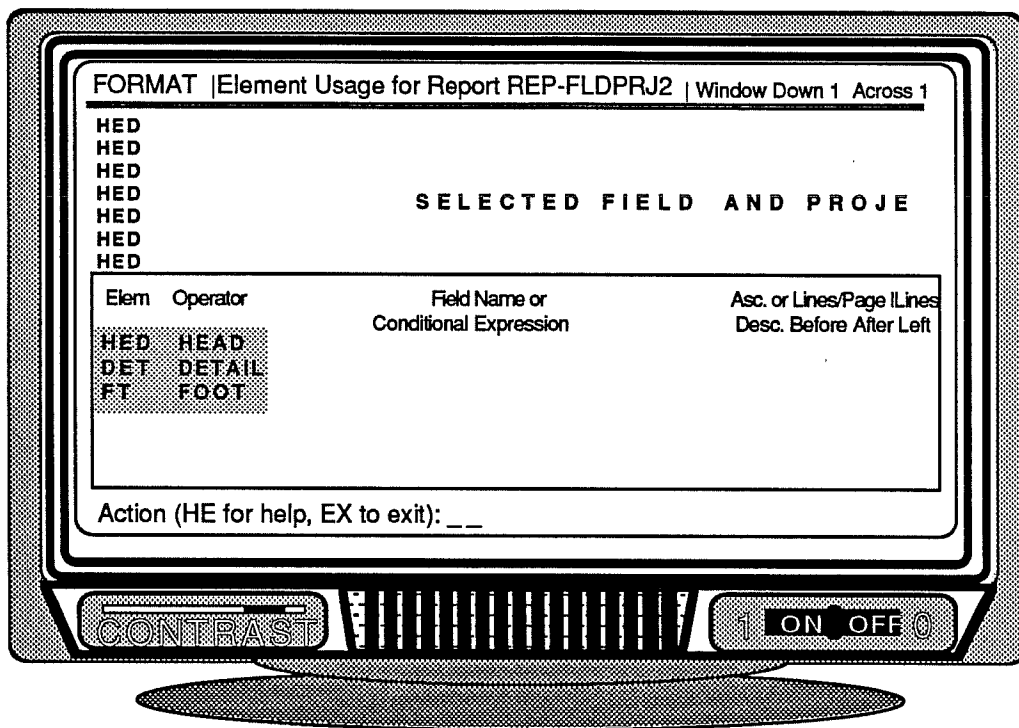 FORMAT |Element Usage for Report REP-FLDPRJ2 | Window Down 1 Across 1
HED
HED
HED
HED SELECTED FIELD AND PROJE
HED
HED
HED
Elem Operator Field Name or Asc. or Lines/Page lLines
Conditional Expression Desc. Before After Left
HED HEAD
DET DETAIL
FT FOOT
Action (HE for help, EX to exit): _ _
CONTRAST 1 ON OFF 0